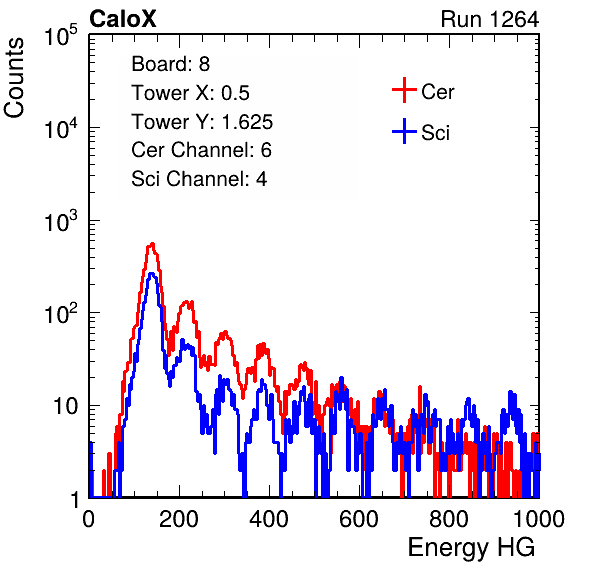 CaloX Run 1264
Counts
10^5
10^4
10^3
10^2
10
1
Board: 8
Tower X: 0.5
Tower Y: 1.625
Cer Channel: 6
Sci Channel: 4
Cer
Sci
0 200 400 600 800 1000
Energy HG